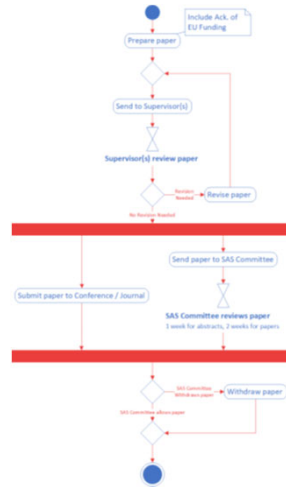 Include Ack. of
EU Funding
Prepare paper
Send to Supervisor(s)
Supervisor(s) review paper
Revision
Needed
Revise paper
No Revision Needed
Send paper to SAS Committee
Submit paper to Conference / Journal
SAS Committee reviews paper
1 week for abstracts, 2 weeks for papers
SAS Committee
Withdraws paper
Withdraw paper
SAS Committee allows paper